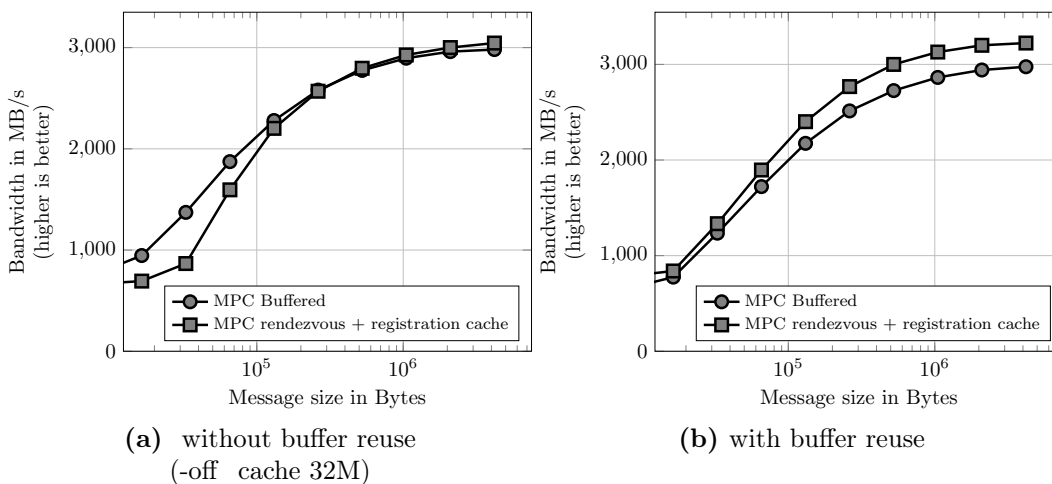 3,000
2,000
1,000
0
Bandwidth in MB/s
(higher is better)
MPC Buffered
MPC rendezvous + registration cache
10^5
10^6
Message size in Bytes
(a) without buffer reuse
(-off cache 32M)
3,000
2,000
1,000
0
Bandwidth in MB/s
(higher is better)
MPC Buffered
MPC rendezvous + registration cache
10^5
10^6
Message size in Bytes
(b) with buffer reuse